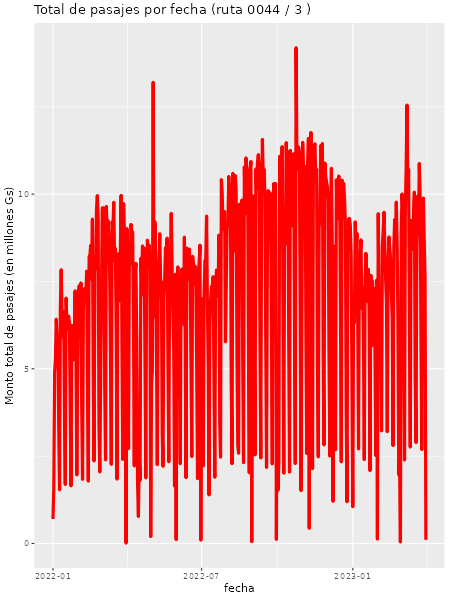 Total de pasajes por fecha (ruta 0044 / 3 )
Monto total de pasajes (en millones Gs)
10
5
0
2022-01
2022-07
2023-01
fecha